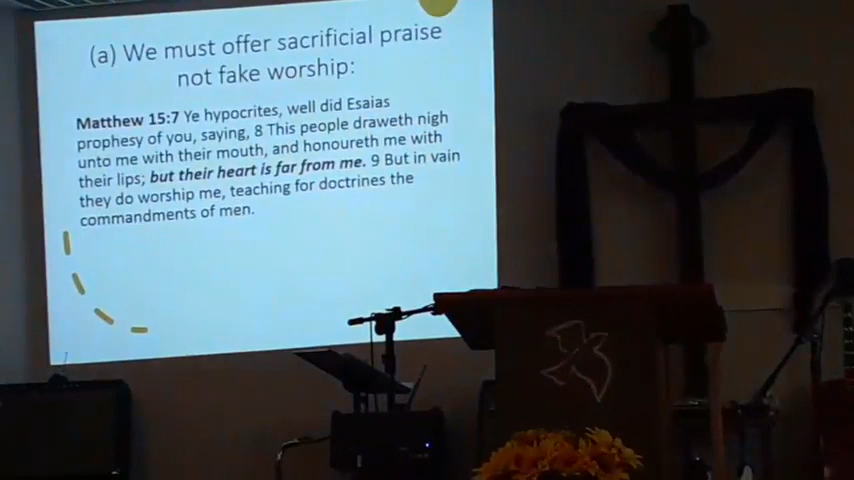 (a) We must offer sacrificial praise
not fake worship:
Matthew 15:7 Ye hypocrites, well did Esaias
prophesy of you, saying, 8 This people draweth nigh
unto me with their mouth, and honoureth me with
their lips; but their heart is far from me. 9 But in vain
they do worship me, teaching for doctrines the
commandments of men.